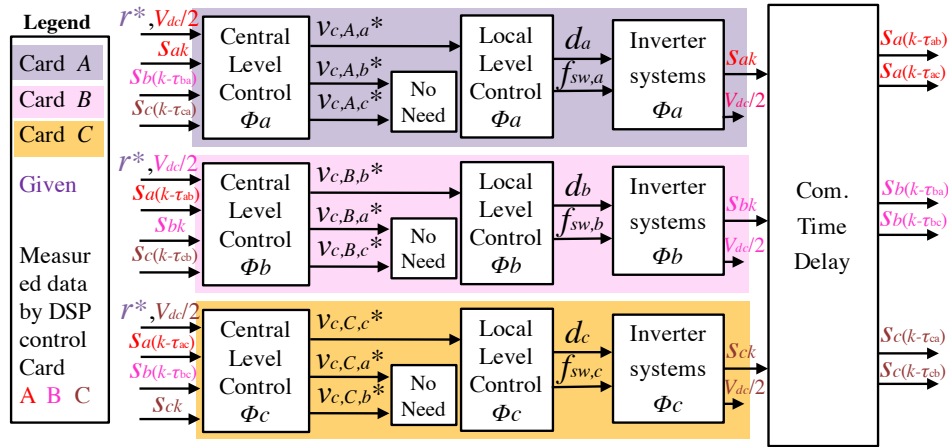 Legend
Card A
Card B
Card C
Given
Measur
ed data
by DSP
control
Card
A B C
r*,Vdc/2
Sak
Sb(k-τba)
Sc(k-τca)
Central
Level
Control
Φa
vc,A,a*
vc,A,b*
vc,A,c*
No
Need
Local
Level
Control
Φa
da
fsw,a
Inverter
systems
Φa
Sak
Vdc/2
r*,Vdc/2
Sa(k-τab)
Sbk
Sc(k-τcb)
Central
Level
Control
Φb
vc,B,b*
vc,B,a*
vc,B,c*
No
Need
Local
Level
Control
Φb
db
fsw,b
Inverter
systems
Φb
Sbk
Vdc/2
r*,Vdc/2
Sa(k-τac)
Sb(k-τbc)
Sck
Central
Level
Control
Φc
vc,C,c*
vc,C,a*
vc,C,b*
No
Need
Local
Level
Control
Φc
dc
fsw,c
Inverter
systems
Φc
Sck
Vdc/2
Com.
Time
Delay
Sa(k-τab)
Sa(k-τac)
Sb(k-τba)
Sb(k-τbc)
Sc(k-τca)
Sc(k-τcb)